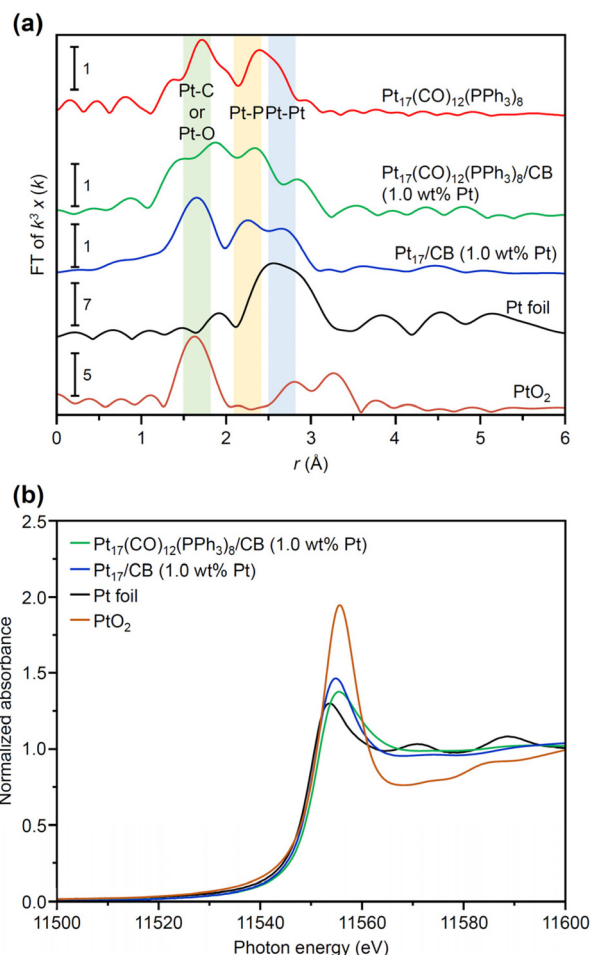 (a)
FT of k³ x (k)
1
Pt-C
or
Pt-O
Pt-P
Pt-Pt
Pt₁₇(CO)₁₂(PPh₃)₈
1
Pt₁₇(CO)₁₂(PPh₃)₈/CB
(1.0 wt% Pt)
1
Pt₁₇/CB (1.0 wt% Pt)
7
Pt foil
5
PtO₂
0 1 2 3 4 5 6
r (Å)
(b)
Normalized absorbance
2.5
2.0
1.5
1.0
0.5
0.0
Pt₁₇(CO)₁₂(PPh₃)₈/CB (1.0 wt% Pt)
Pt₁₇/CB (1.0 wt% Pt)
Pt foil
PtO₂
11500 11520 11540 11560 11580 11600
Photon energy (eV)